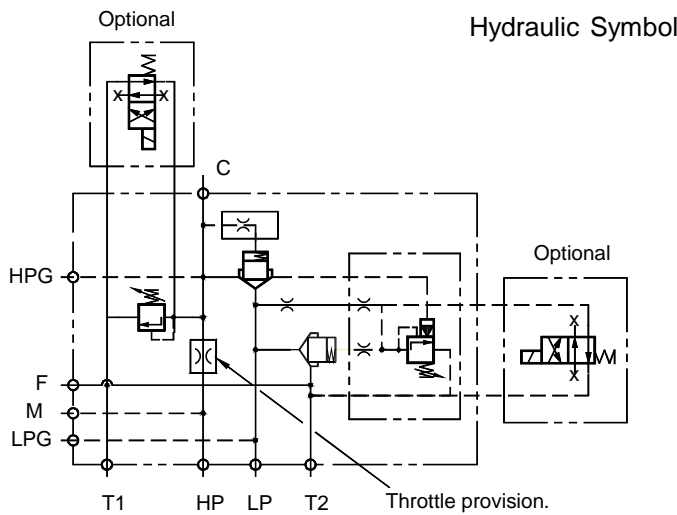 Optional
Hydraulic Symbol
C
Optional
HPG
F
M
LPG
T1 HP LP T2
Throttle provision.
X X
X
X